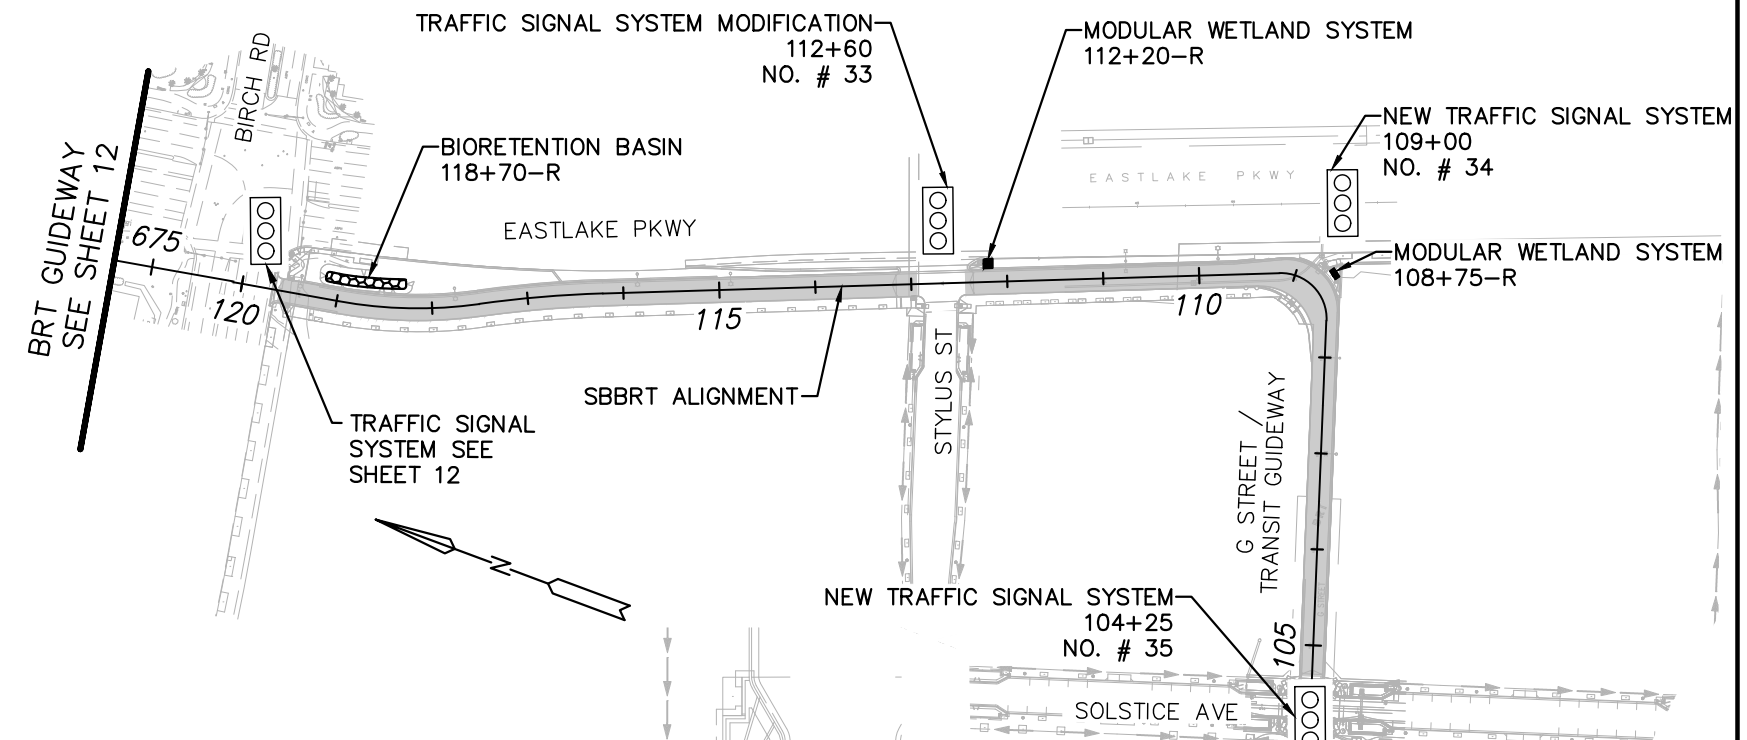 TRAFFIC SIGNAL SYSTEM MODIFICATION
112+60
NO. # 33
MODULAR WETLAND SYSTEM
112+20-R
BIRCH RD
NEW TRAFFIC SIGNAL SYSTEM
109+00
NO. # 34
BIORETENTION BASIN
118+70-R
EASTLAKE PKWY
BRT GUIDEWAY
SEE SHEET 12
675
EASTLAKE PKWY
MODULAR WETLAND SYSTEM
108+75-R
120
115
110
STYLUS ST
SBBRT ALIGNMENT
TRAFFIC SIGNAL
SYSTEM SEE
SHEET 12
G STREET /
TRANSIT GUIDEWAY
N
NEW TRAFFIC SIGNAL SYSTEM
104+25
NO. # 35
105
SOLSTICE AVE